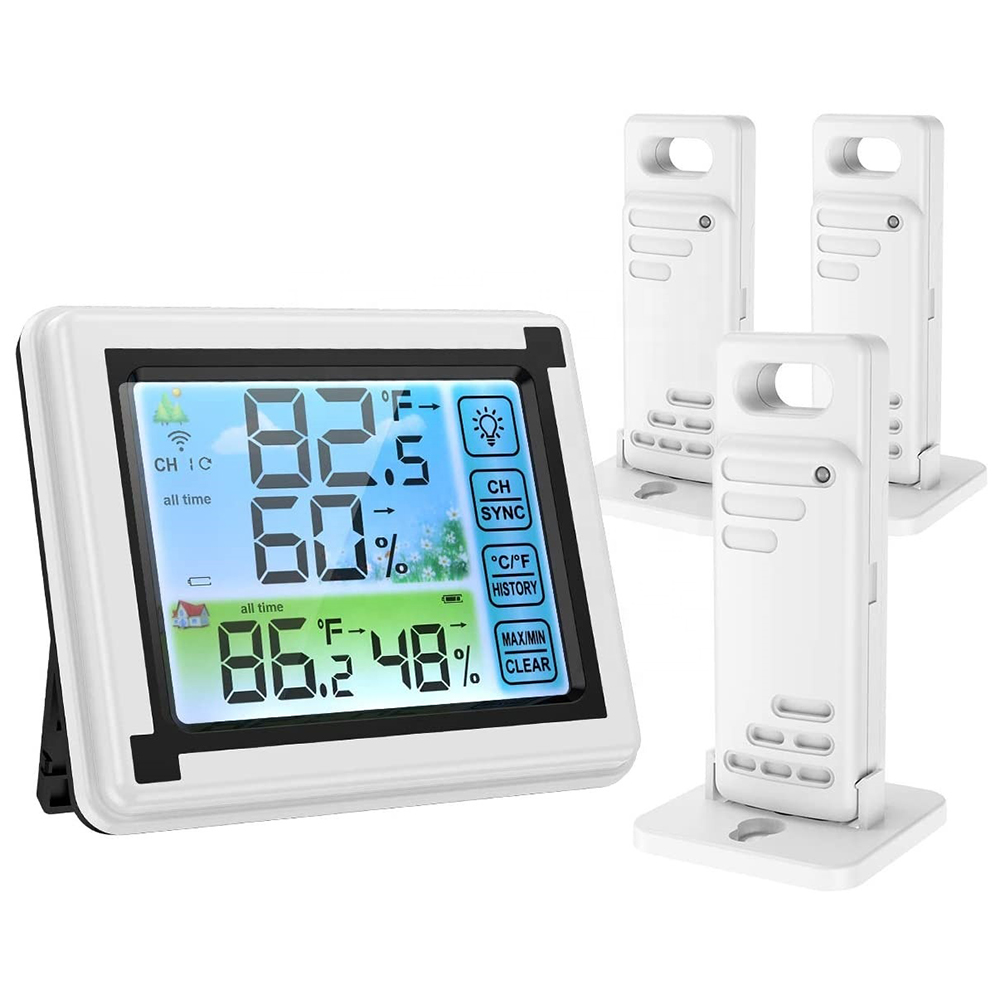 82.5 °F →
CH 1
all time
60 % →
all time
86.2 °F → 48 % →
CH
SYNC
°C/°F
HISTORY
MAX/MIN
CLEAR